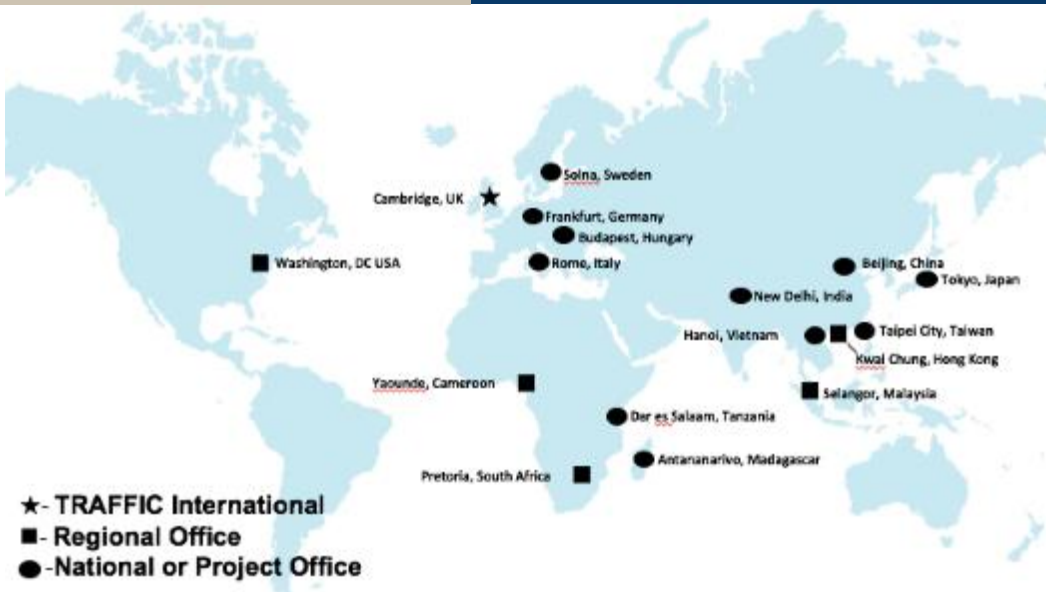 Solna, Sweden
Cambridge, UK
Frankfurt, Germany
Budapest, Hungary
Washington, DC USA
Rome, Italy
Beijing, China
Tokyo, Japan
New Delhi, India
Hanoi, Vietnam
Taipei City, Taiwan
Kwai Chung, Hong Kong
Yaounde, Cameroon
Selangor, Malaysia
Dar es Salaam, Tanzania
Antananarivo, Madagascar
Pretoria, South Africa
★- TRAFFIC International
■- Regional Office
●-National or Project Office